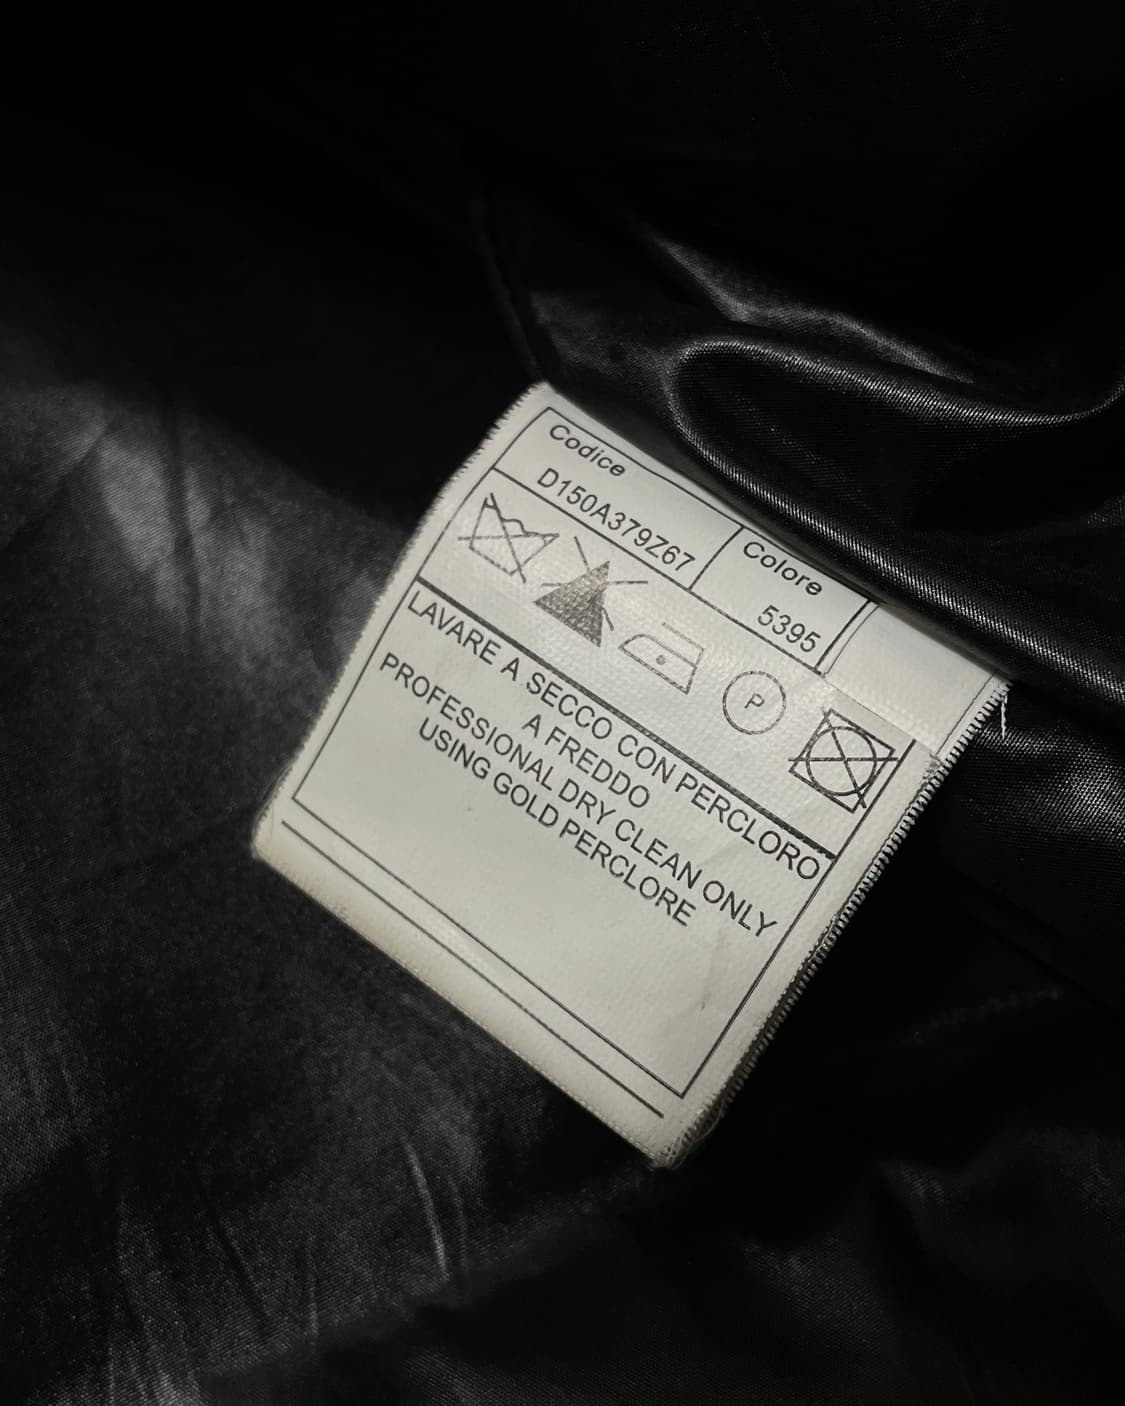 Codice
D150A379Z67
Colore
5395
P
LAVARE A SECCO CON PERCLORO
A FREDDO
PROFESSIONAL DRY CLEAN ONLY
USING GOLD PERCLORE